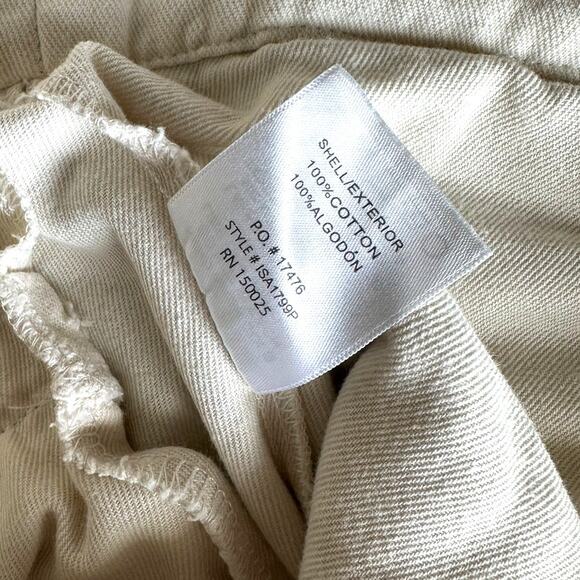 SHELL/EXTERIOR
100%COTTON
100%ALGODÓN
P.O. # 17476
STYLE# ISA1799P
RN 150025